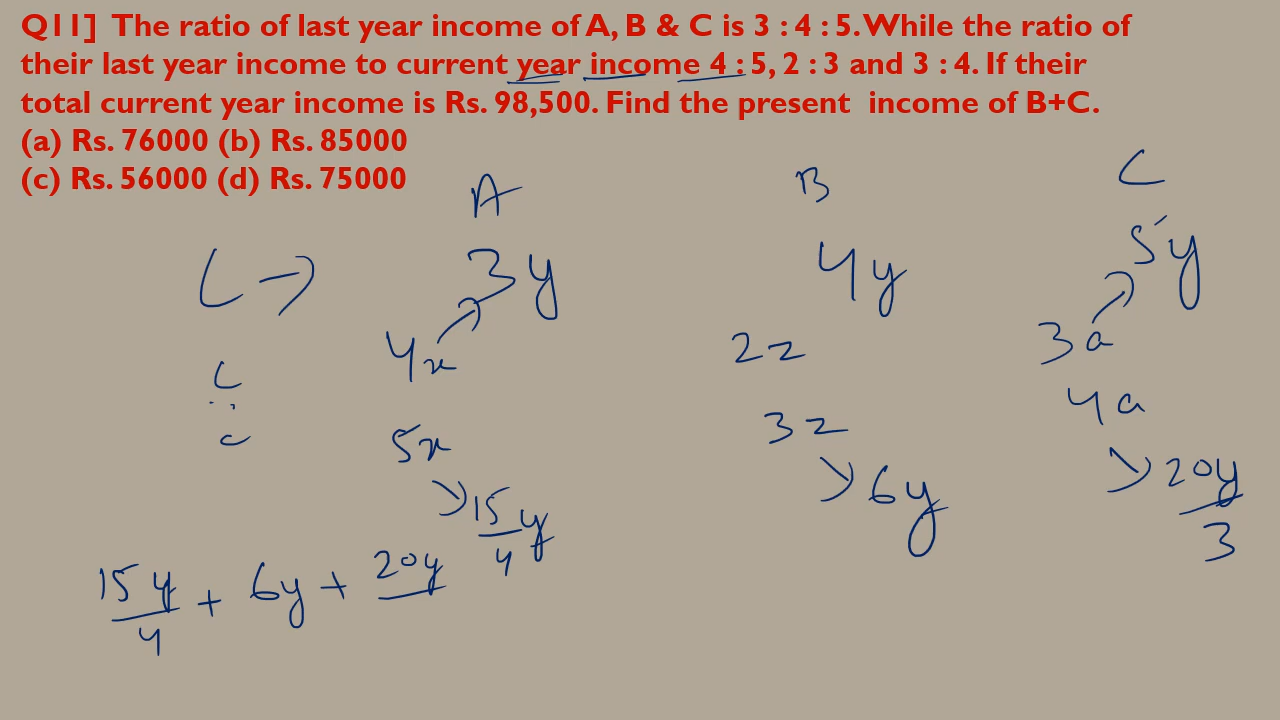 Q11] The ratio of last year income of A, B & C is 3 : 4 : 5. While the ratio of
their last year income to current year income 4 : 5, 2 : 3 and 3 : 4. If their
total current year income is Rs. 98,500. Find the present income of B+C.
(a) Rs. 76000 (b) Rs. 85000
(c) Rs. 56000 (d) Rs. 75000
A B C
L → 3y 4y 5y
4x 2z 3a
L : c
5x 3z 4a
15/4 y 6y 20y/3
15y/4 + 6y + 20y